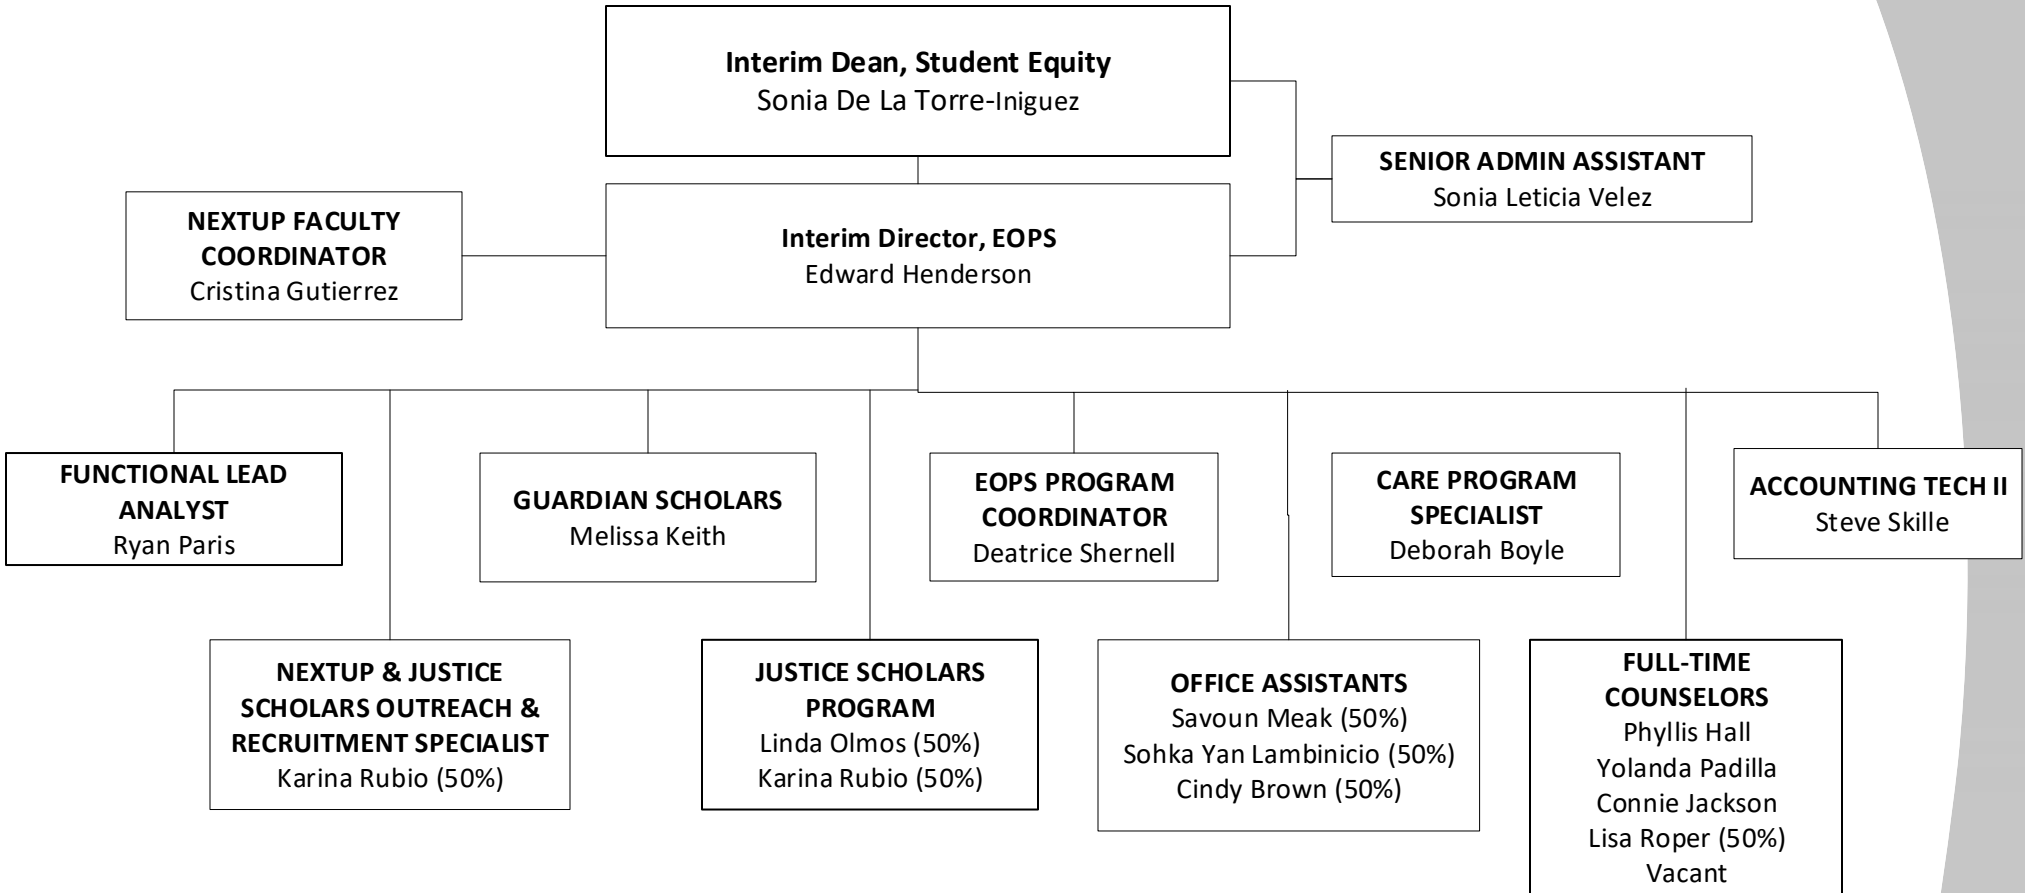 Interim Dean, Student Equity
Sonia De La Torre-Iniguez
SENIOR ADMIN ASSISTANT
Sonia Leticia Velez
NEXTUP FACULTY
COORDINATOR
Cristina Gutierrez
Interim Director, EOPS
Edward Henderson
FUNCTIONAL LEAD
ANALYST
Ryan Paris
GUARDIAN SCHOLARS
Melissa Keith
EOPS PROGRAM
COORDINATOR
Deatrice Shernell
CARE PROGRAM
SPECIALIST
Deborah Boyle
ACCOUNTING TECH II
Steve Skille
NEXTUP & JUSTICE
SCHOLARS OUTREACH &
RECRUITMENT SPECIALIST
Karina Rubio (50%)
JUSTICE SCHOLARS
PROGRAM
Linda Olmos (50%)
Karina Rubio (50%)
OFFICE ASSISTANTS
Savoun Meak (50%)
Sohka Yan Lambinicio (50%)
Cindy Brown (50%)
FULL-TIME
COUNSELORS
Phyllis Hall
Yolanda Padilla
Connie Jackson
Lisa Roper (50%)
Vacant